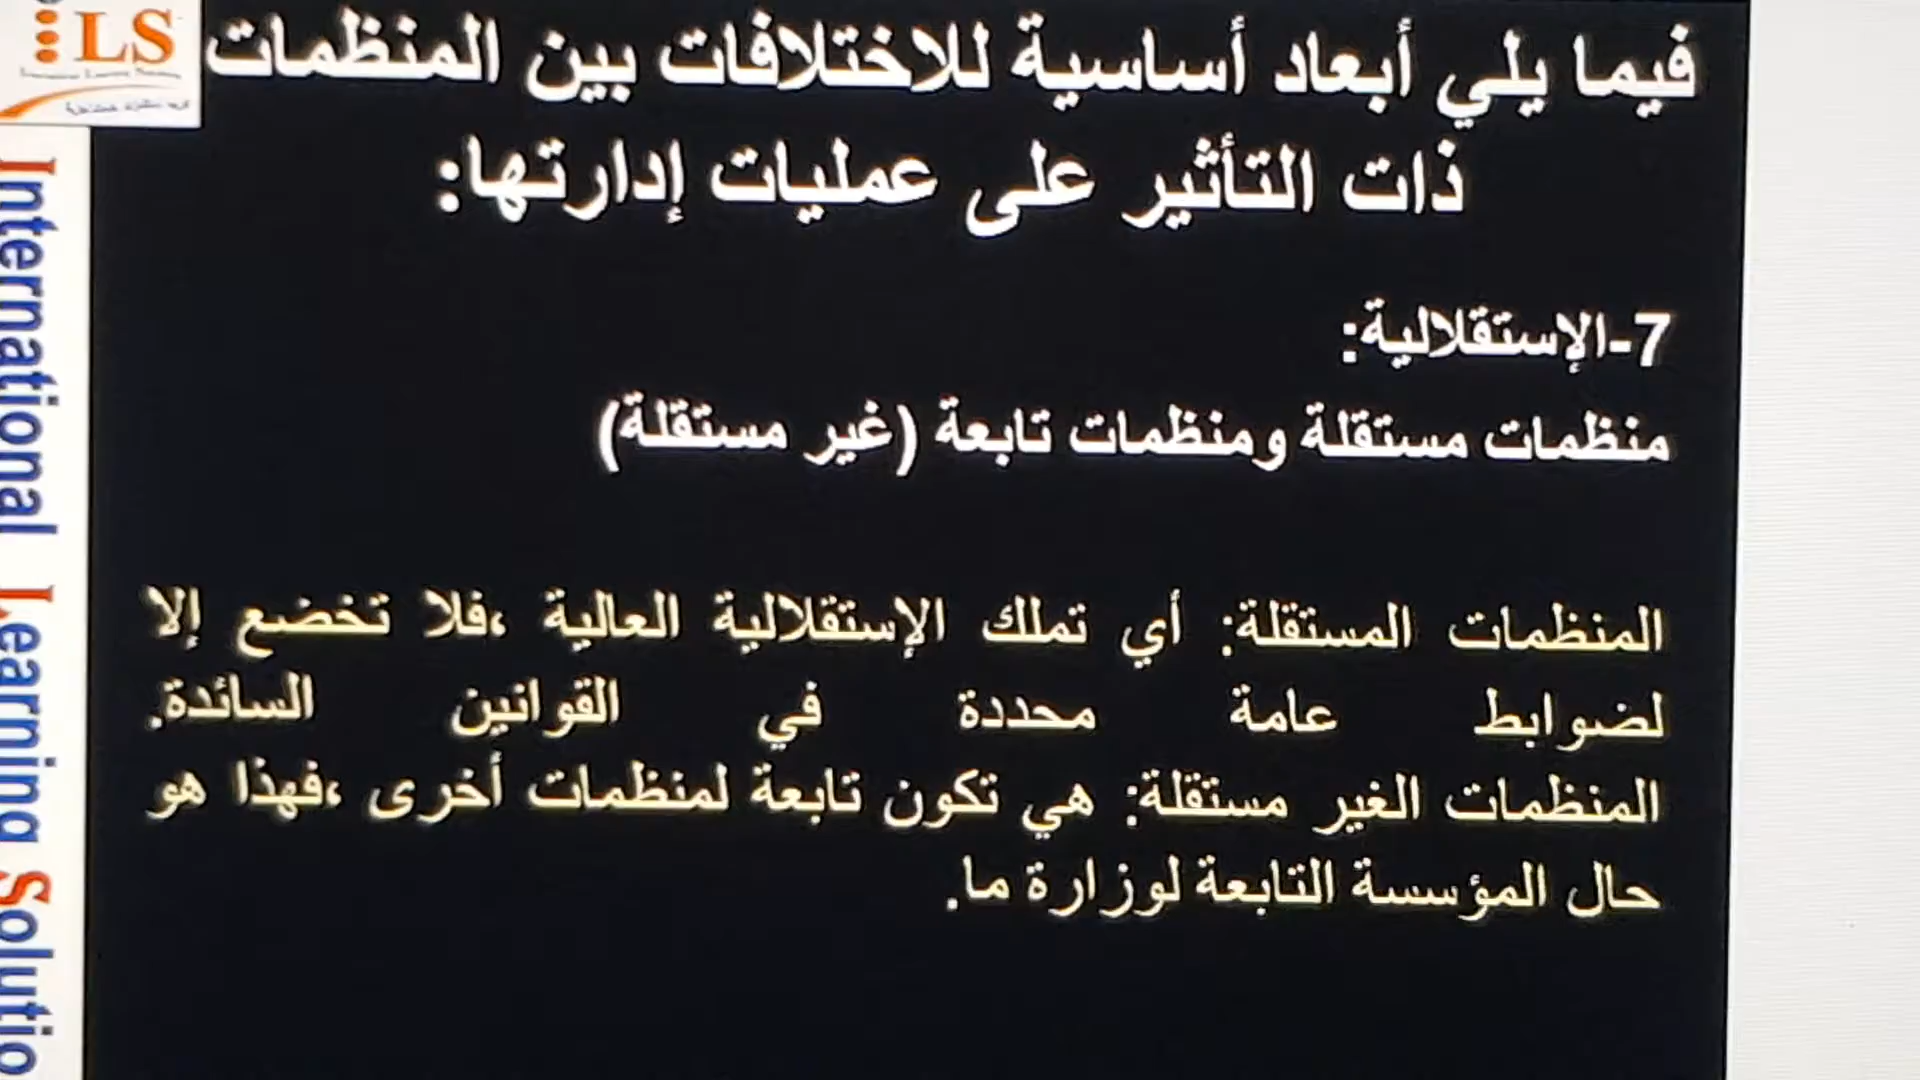 LS
فيما يلي أبعاد أساسية للاختلافات بين المنظمات
ذات التأثير على عمليات إدارتها:
7-الإستقلالية:
منظمات مستقلة ومنظمات تابعة (غير مستقلة)
المنظمات المستقلة: أي تملك الإستقلالية العالية ،فلا تخضع إلا
لضوابط عامة محددة في القوانين السائدة.
المنظمات الغير مستقلة: هي تكون تابعة لمنظمات أخرى ،فهذا هو
حال المؤسسة التابعة لوزارة ما.
International Learning Solutio